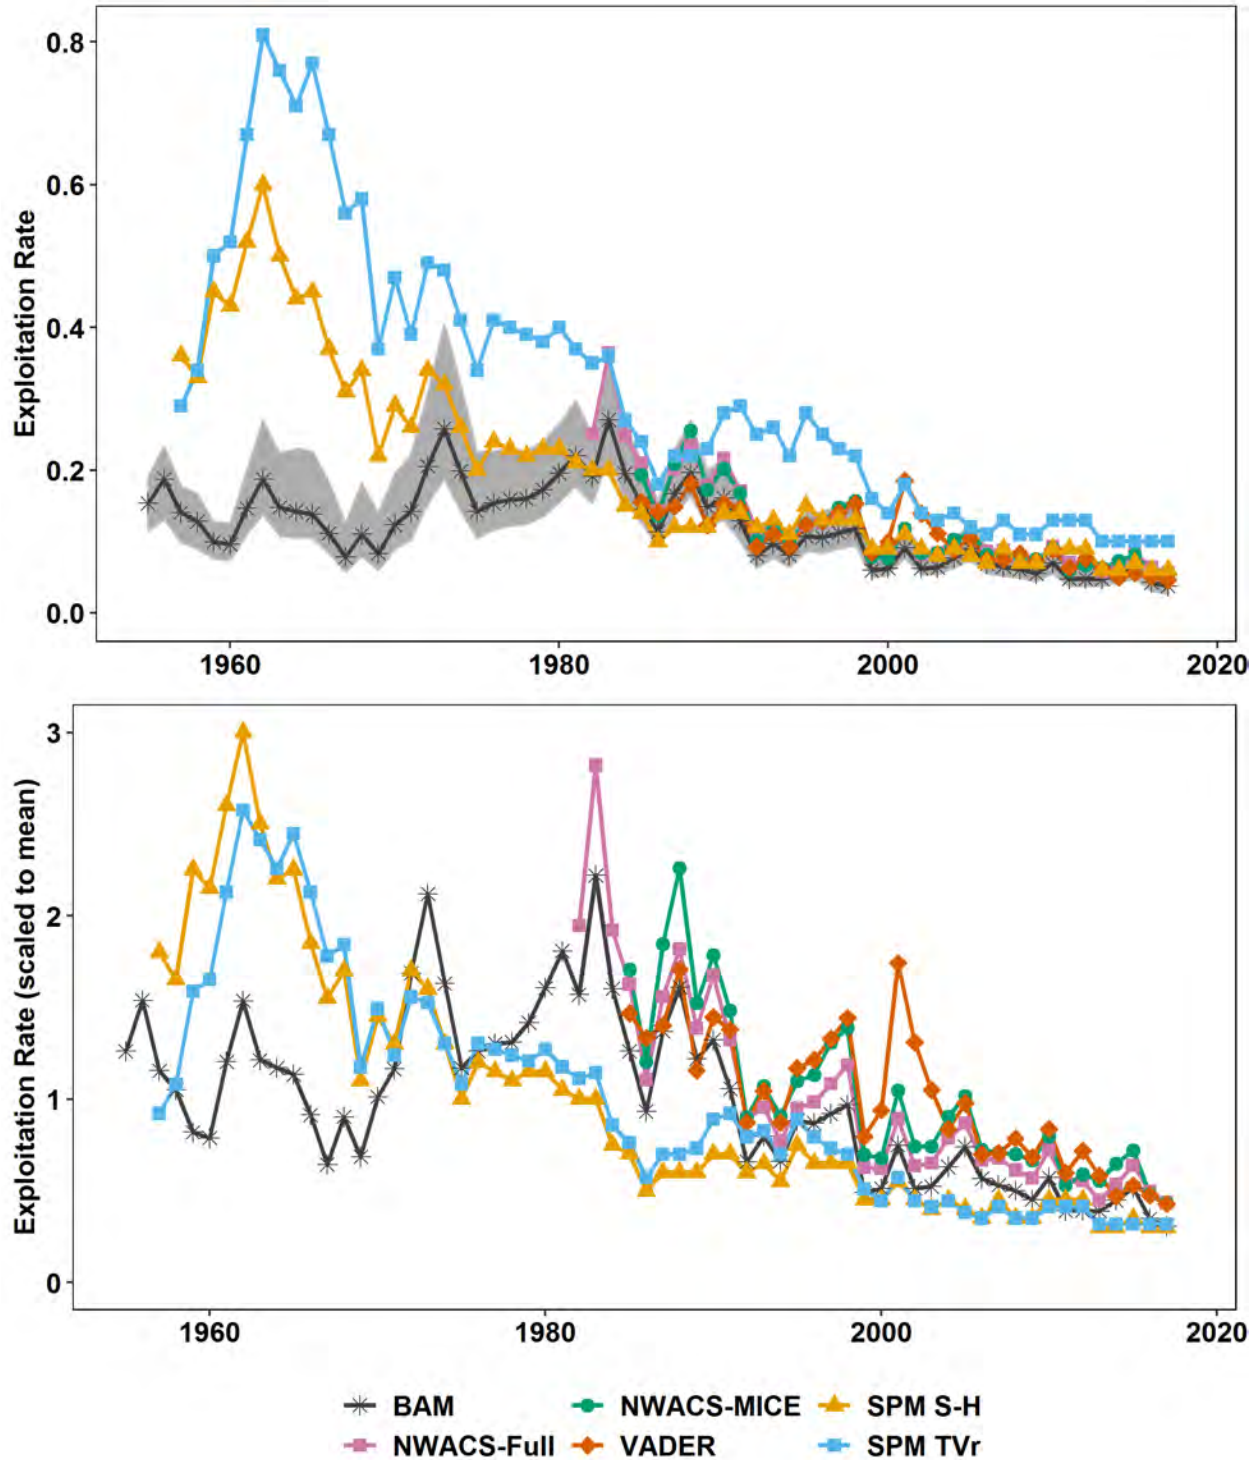 Exploitation Rate
0.8
0.6
0.4
0.2
0.0
1960 1980 2000 2020
Exploitation Rate (scaled to mean)
3
2
1
0
1960 1980 2000 2020
BAM NWACS-MICE SPM S-H
NWACS-Full VADER SPM TVr